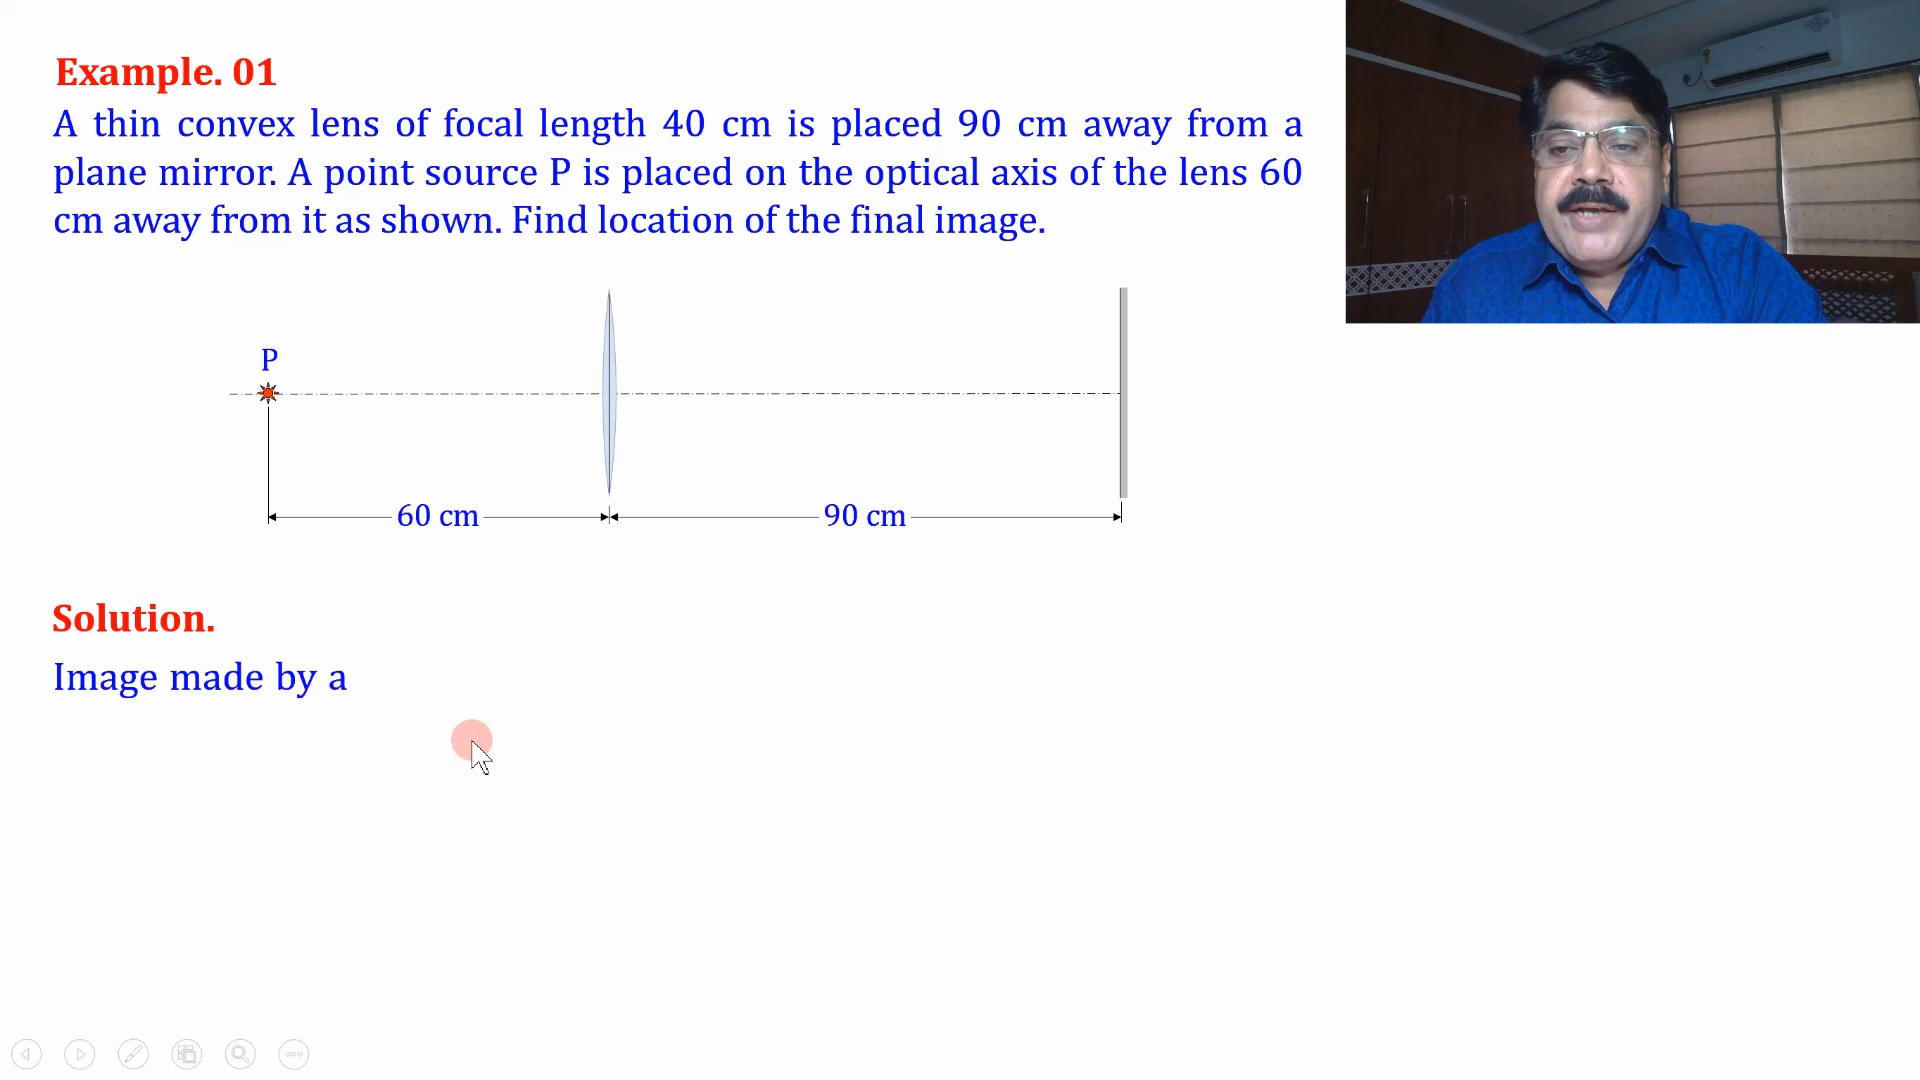 Example. 01
A thin convex lens of focal length 40 cm is placed 90 cm away from a
plane mirror. A point source P is placed on the optical axis of the lens 60
cm away from it as shown. Find location of the final image.
P
60 cm
90 cm
Solution.
Image made by a